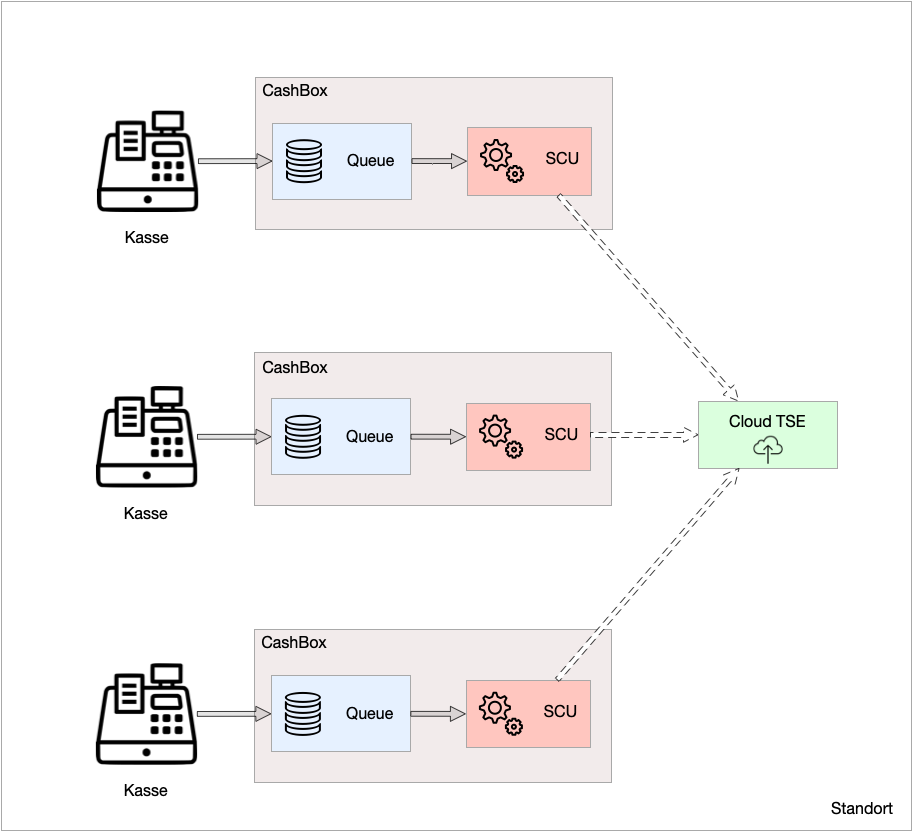 CashBox
Queue
SCU
Kasse
CashBox
Queue
SCU
Cloud TSE
Kasse
CashBox
Queue
SCU
Kasse
Standort